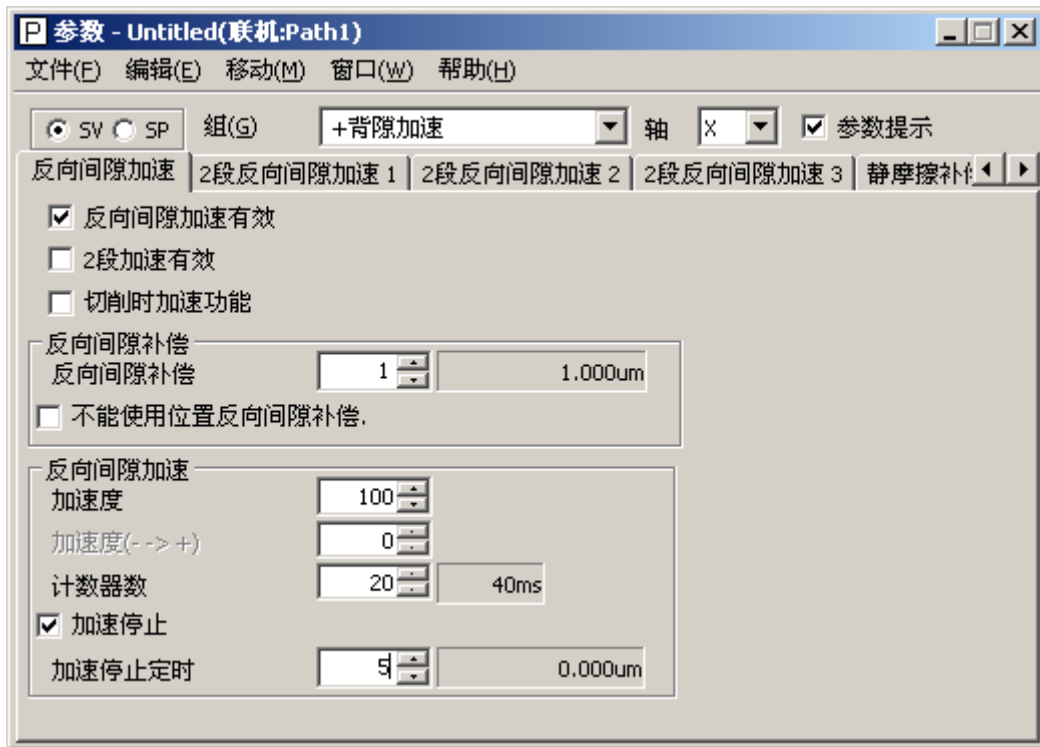 参数 - Untitled(联机:Path1)
文件(F) 编辑(E) 移动(M) 窗口(W) 帮助(H)
SV SP 组(G) +背隙加速 轴 X 参数提示
反向间隙加速 2段反向间隙加速 1 2段反向间隙加速 2 2段反向间隙加速 3 静摩擦补
反向间隙加速有效
2段加速有效
切削时加速功能
反向间隙补偿
反向间隙补偿 1 1.000um
不能使用位置反向间隙补偿.
反向间隙加速
加速度 100
加速度(--> +) 0
计数器数 20 40ms
加速停止
加速停止定时 5 0.000um